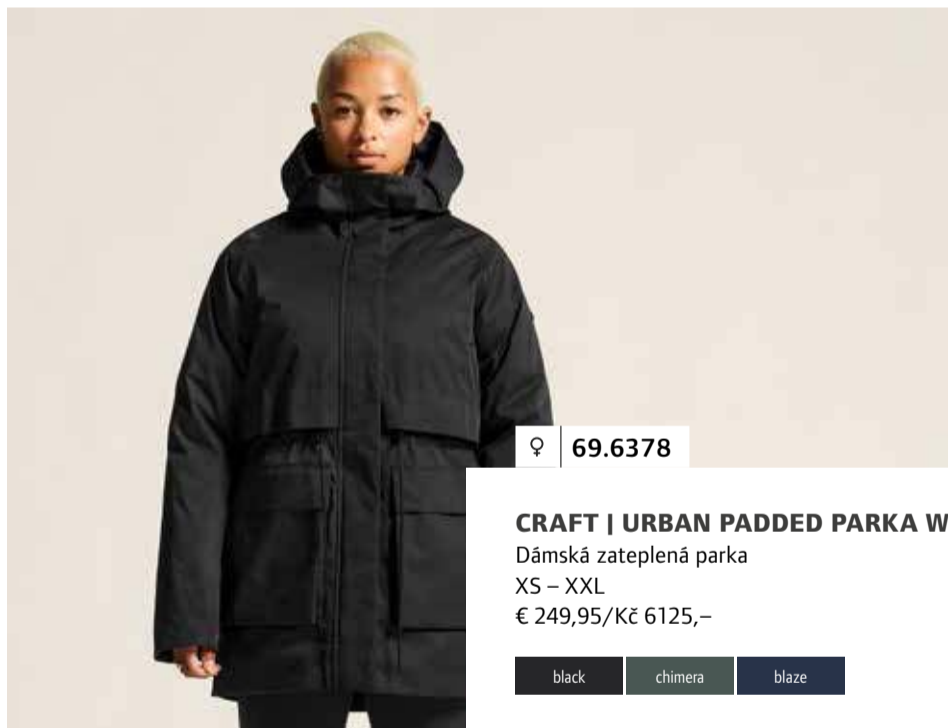 ♀ 69.6378
CRAFT | URBAN PADDED PARKA W
Dámská zateplená parka
XS – XXL
€ 249,95/Kč 6125,–
black chimera blaze